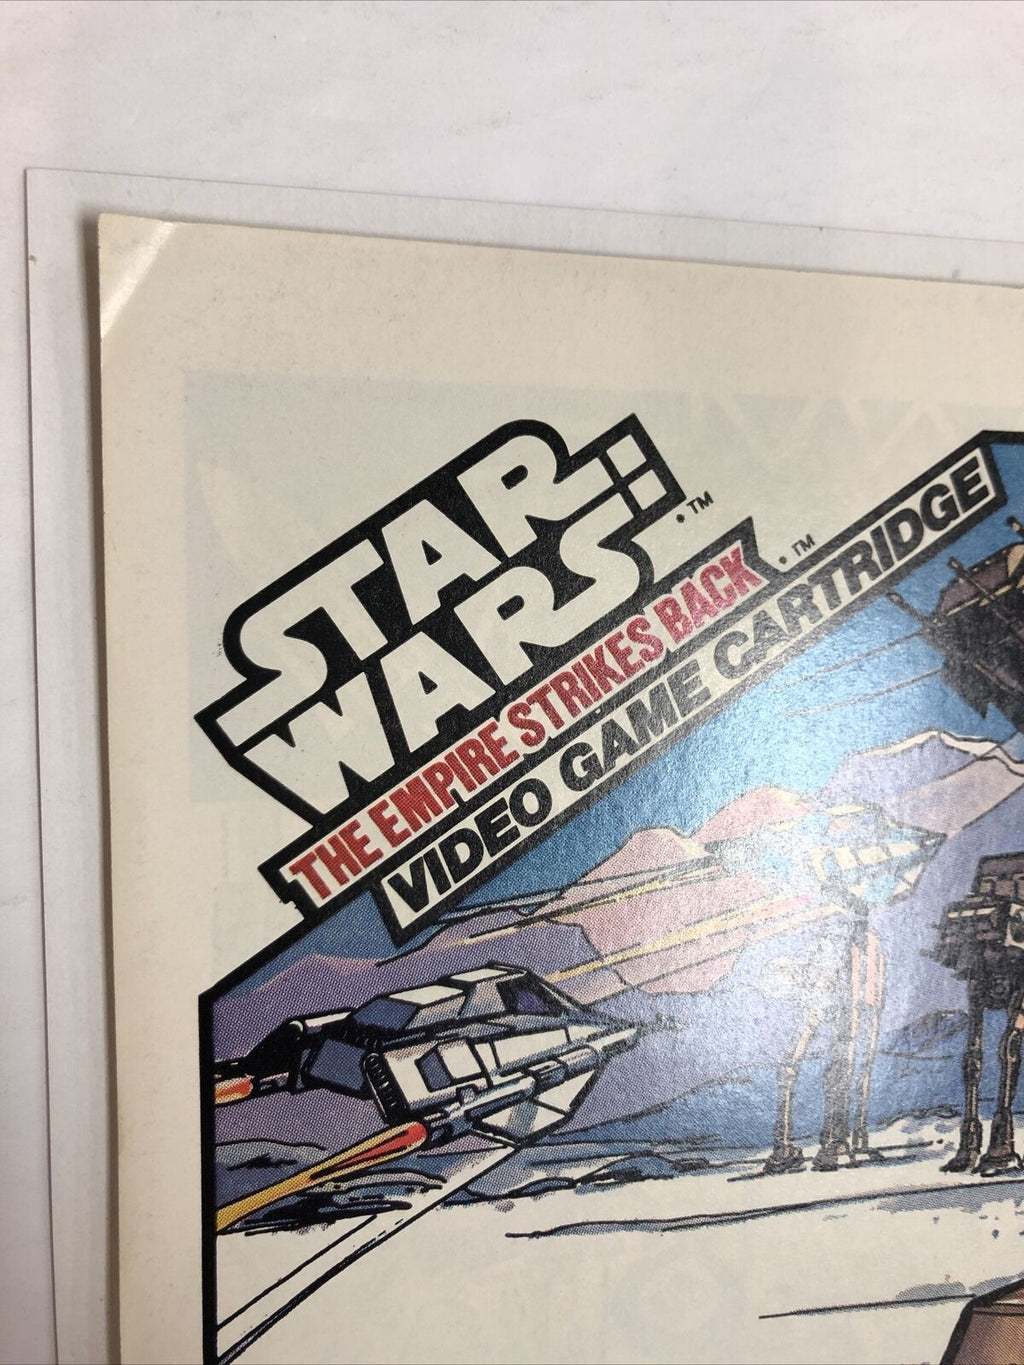 STAR
WARS
™
THE EMPIRE STRIKES BACK
™
VIDEO GAME CARTRIDGE